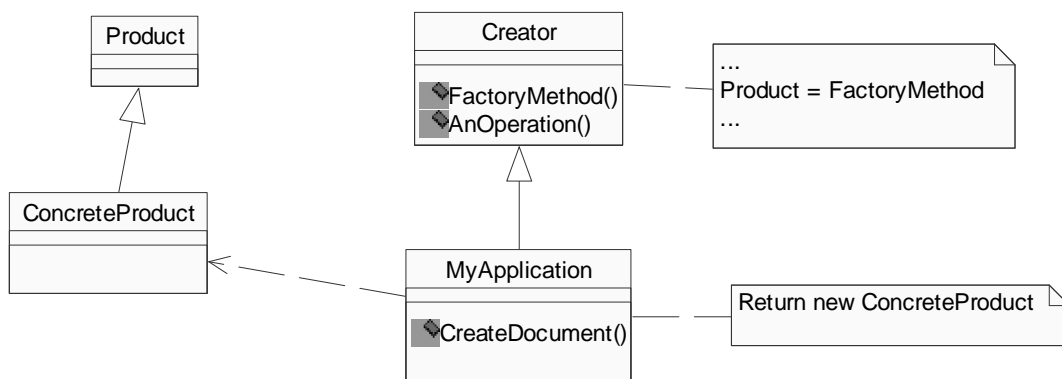 Product
Creator
FactoryMethod()
AnOperation()
...
Product = FactoryMethod
...
ConcreteProduct
MyApplication
CreateDocument()
Return new ConcreteProduct